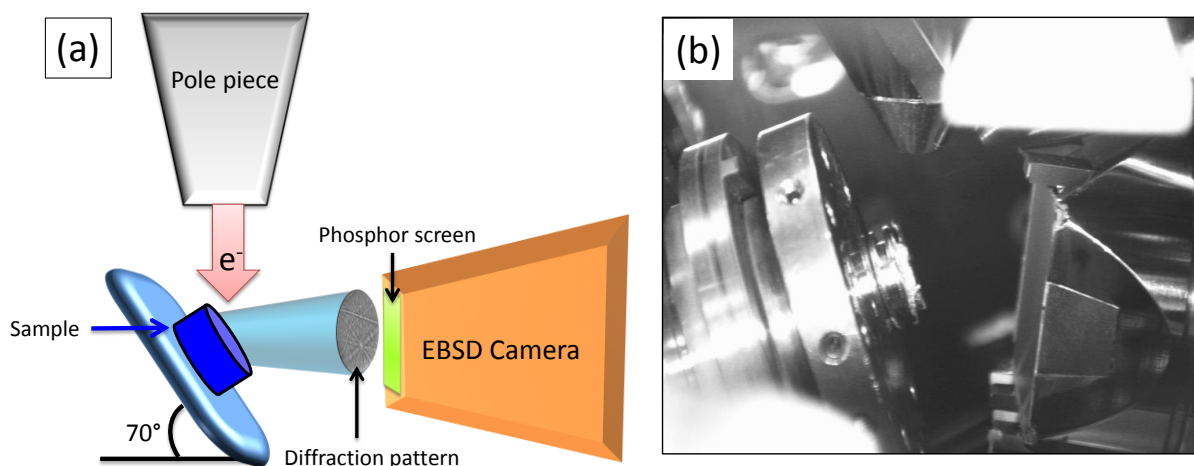 (a)
Pole piece
e-
Phosphor screen
Sample
EBSD Camera
70°
Diffraction pattern
(b)